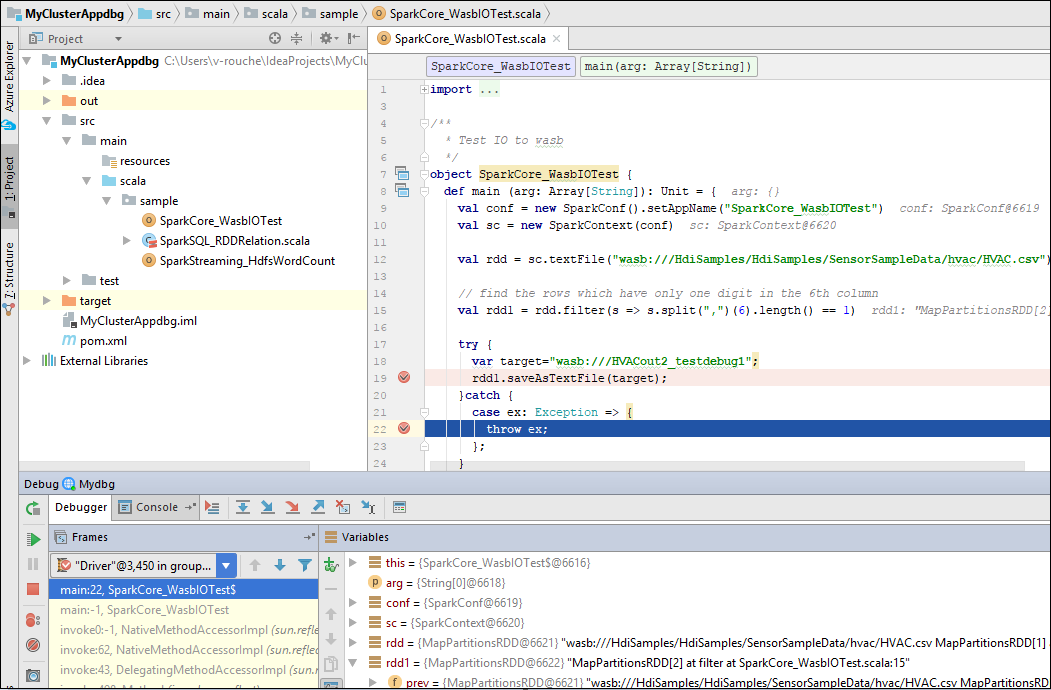 MyClusterAppdbg src main scala sample SparkCore_WasbIOTest.scala
Azure Explorer
1: Project
7: Structure
Project
MyClusterAppdbg C:\Users\v-rouche\IdeaProjects\MyCl
.idea
out
src
main
resources
scala
sample
SparkCore_WasbIOTest
SparkSQL_RDDRelation.scala
SparkStreaming_HdfsWordCount
test
target
MyClusterAppdbg.iml
pom.xml
External Libraries
SparkCore_WasbIOTest.scala
SparkCore_WasbIOTest main(arg: Array[String])
1 import ...
3
4 /**
5 * Test IO to wasb
6 */
7 object SparkCore_WasbIOTest {
8 def main (arg: Array[String]): Unit = { arg: {}
9 val conf = new SparkConf().setAppName("SparkCore_WasbIOTest") conf: SparkConf@6619
10 val sc = new SparkContext(conf) sc: SparkContext@6620
11
12 val rdd = sc.textFile("wasb:///HdiSamples/HdiSamples/SensorSampleData/hvac/HVAC.csv")
13
14 // find the rows which have only one digit in the 6th column
15 val rdd1 = rdd.filter(s => s.split(",")(6).length() == 1) rdd1: "MapPartitionsRDD[2]
16
17 try {
18 var target="wasb:///HVACout2_testdebug1";
19 rdd1.saveAsTextFile(target);
20 }catch {
21 case ex: Exception => {
22 throw ex;
23 };
24 }
Debug Mydbg
Debugger Console
Frames
"Driver"@3,450 in group...
main:22, SparkCore_WasbIOTest$
main:-1, SparkCore_WasbIOTest
invoke0:-1, NativeMethodAccessorImpl (sun.refle
invoke:62, NativeMethodAccessorImpl (sun.reflec
invoke:43, DelegatingMethodAccessorImpl (sun
Variables
this = {SparkCore_WasbIOTest$@6616}
arg = {String[0]@6618}
conf = {SparkConf@6619}
sc = {SparkContext@6620}
rdd = {MapPartitionsRDD@6621} "wasb:///HdiSamples/HdiSamples/SensorSampleData/hvac/HVAC.csv MapPartitionsRDD[1]
rdd1 = {MapPartitionsRDD@6622} "MapPartitionsRDD[2] at filter at SparkCore_WasbIOTest.scala:15"
prev = {MapPartitionsRDD@6621} "wasb:///HdiSamples/HdiSamples/SensorSampleData/hvac/HVAC.csv MapPartitionsRD